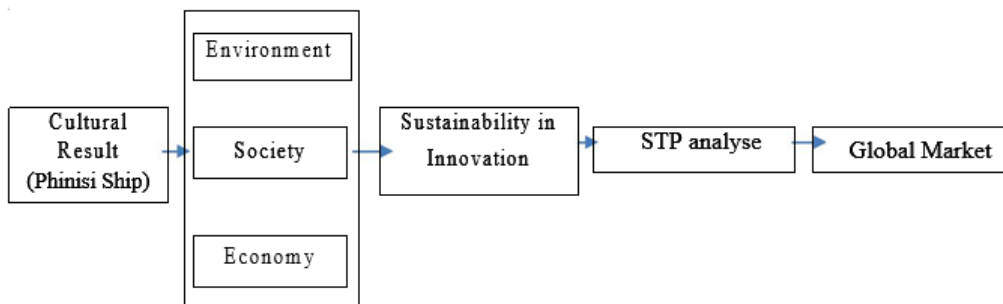 Cultural
Result
(Phinisi Ship)
Environment
Society
Economy
Sustainability in
Innovation
STP analyse
Global Market